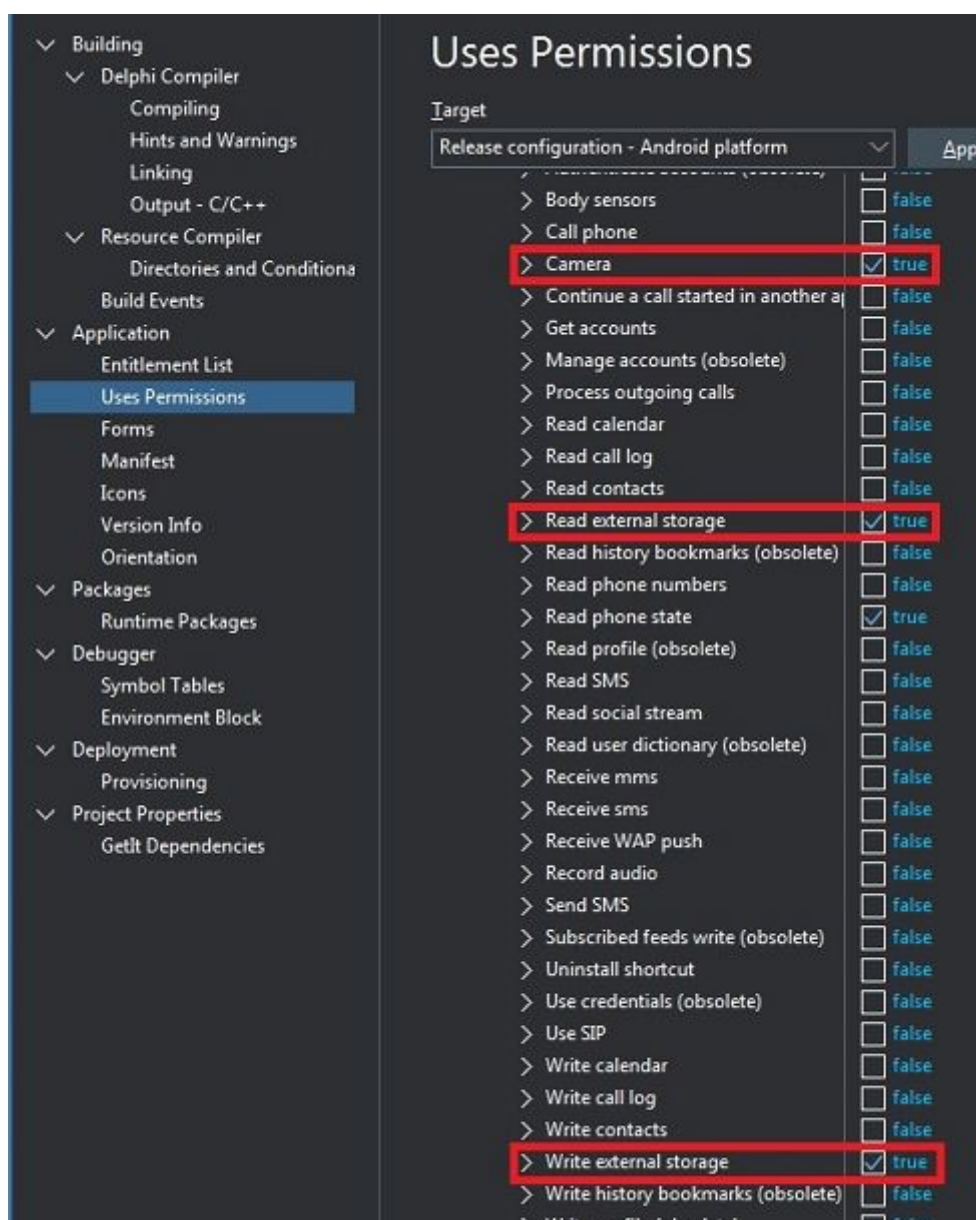 Building
Delphi Compiler
Compiling
Hints and Warnings
Linking
Output - C/C++
Resource Compiler
Directories and Conditiona
Build Events
Application
Entitlement List
Uses Permissions
Forms
Manifest
Icons
Version Info
Orientation
Packages
Runtime Packages
Debugger
Symbol Tables
Environment Block
Deployment
Provisioning
Project Properties
GetIt Dependencies
Uses Permissions
Target
Release configuration - Android platform
App
Body sensors false
Call phone false
Camera true
Continue a call started in another a false
Get accounts false
Manage accounts (obsolete) false
Process outgoing calls false
Read calendar false
Read call log false
Read contacts false
Read external storage true
Read history bookmarks (obsolete) false
Read phone numbers false
Read phone state true
Read profile (obsolete) false
Read SMS false
Read social stream false
Read user dictionary (obsolete) false
Receive mms false
Receive sms false
Receive WAP push false
Record audio false
Send SMS false
Subscribed feeds write (obsolete) false
Uninstall shortcut false
Use credentials (obsolete) false
Use SIP false
Write calendar false
Write call log false
Write contacts false
Write external storage true
Write history bookmarks (obsolete) false